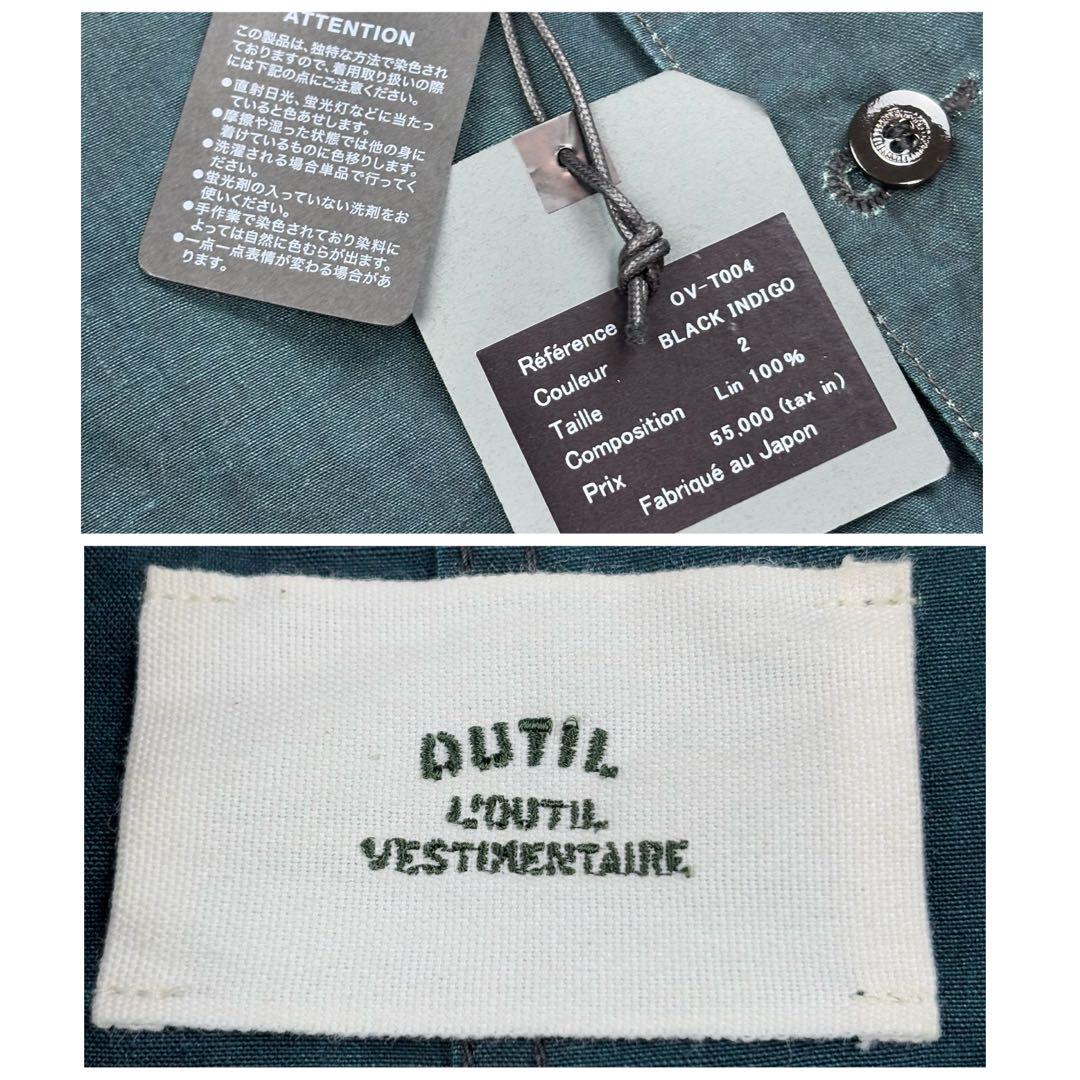 ATTENTION
この製品は、独特な方法で染色され
ておりますので、着用取り扱いの際
には下記の点にご注意ください。
●直射日光、蛍光灯などに当たっ
ていると色あせします。
●摩擦や湿った状態では他の身に
着けているものに色移りします。
●洗濯される場合単品で行ってく
ださい。
●蛍光剤の入っていない洗剤をお
使いください。
●手作業で染色されており染料に
よっては自然に色むらが出ます。
●一点一点表情が変わる場合があ
ります。
Référence OV-T004
Couleur BLACK INDIGO
Taille 2
Composition Lin 100%
Prix 55,000 (tax in)
Fabriqué au Japon
OUTIL
L'OUTIL
VESTIMENTAIRE